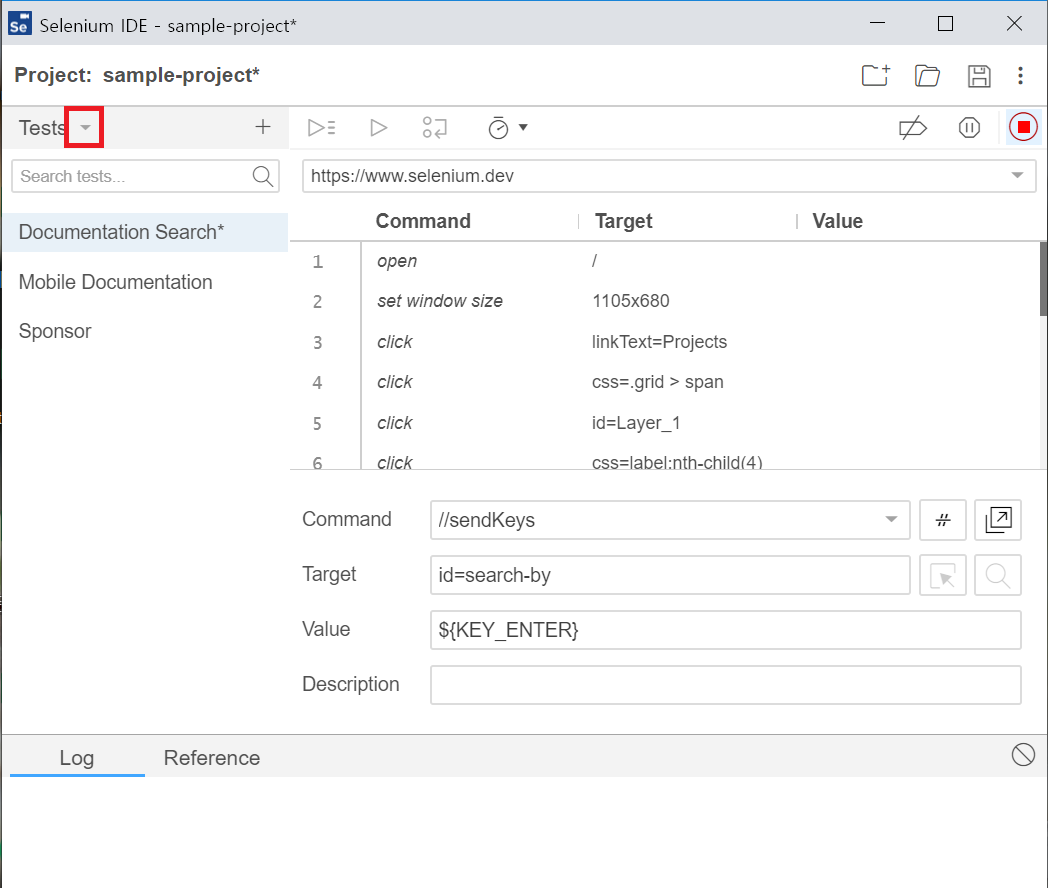 Se Selenium IDE - sample-project*
Project: sample-project*
Tests
Search tests...
https://www.selenium.dev
Documentation Search*
Mobile Documentation
Sponsor
Command Target Value
1 open /
2 set window size 1105x680
3 click linkText=Projects
4 click css=.grid > span
5 click id=Layer_1
6 click css=label:nth-child(4)
Command //sendKeys //
Target id=search-by
Value ${KEY_ENTER}
Description
Log Reference